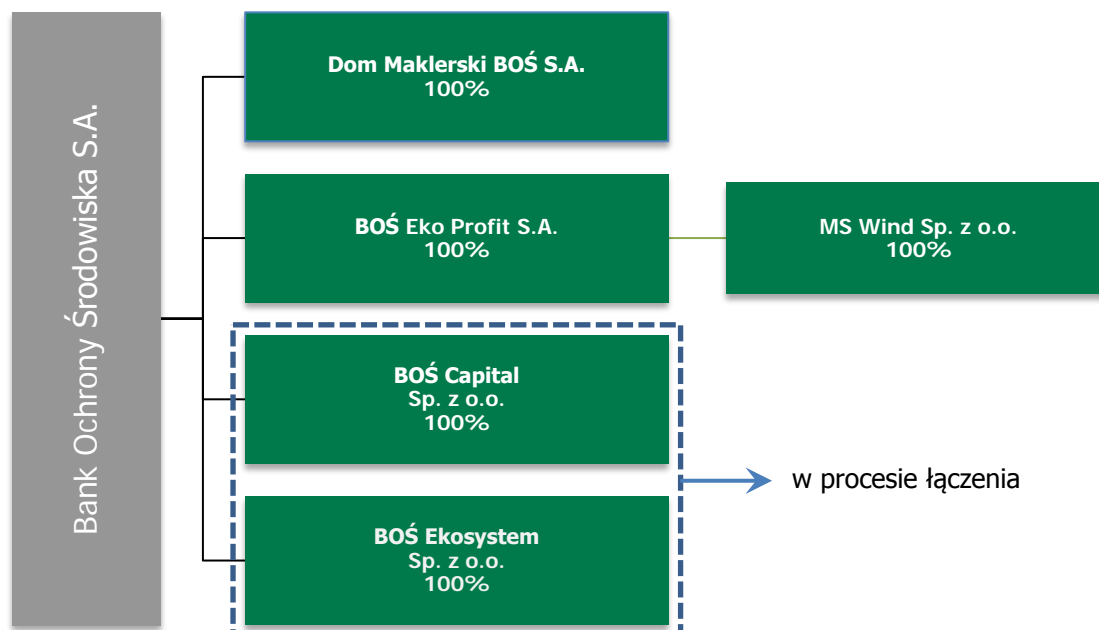 Bank Ochrony Środowiska S.A.
Dom Maklerski BOŚ S.A.
100%
BOŚ Eko Profit S.A.
100%
MS Wind Sp. z o.o.
100%
BOŚ Capital
Sp. z o.o.
100%
BOŚ Ekosystem
Sp. z o.o.
100%
w procesie łączenia